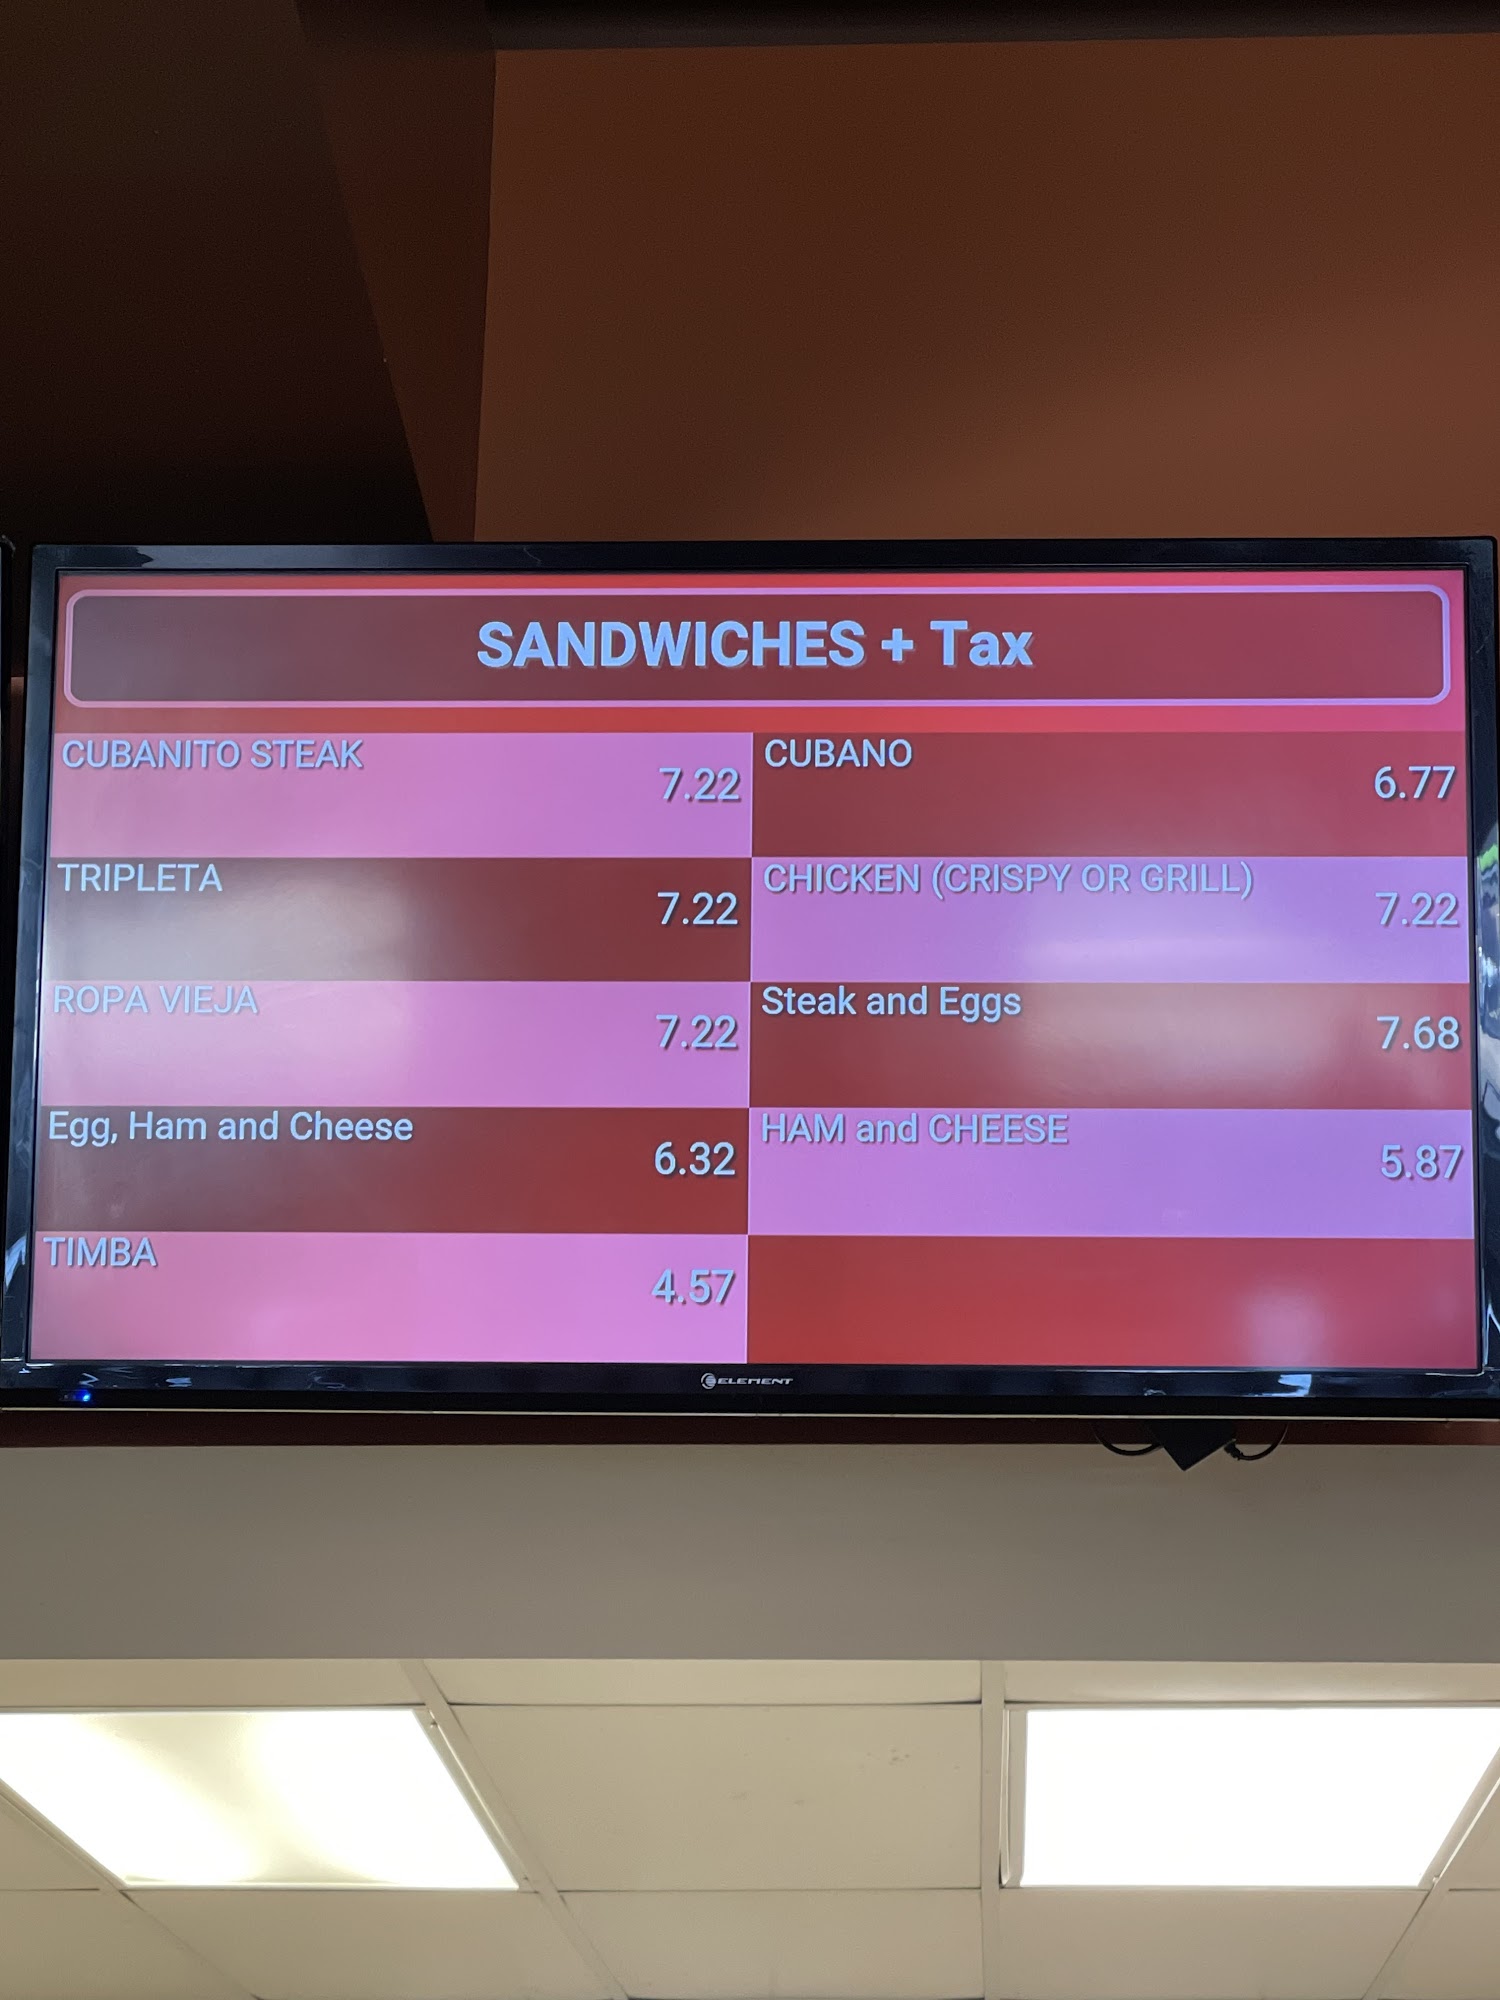 SANDWICHES + Tax
CUBANITO STEAK
7.22
CUBANO
6.77
TRIPLETA
7.22
CHICKEN (CRISPY OR GRILL)
7.22
ROPA VIEJA
7.22
Steak and Eggs
7.68
Egg, Ham and Cheese
6.32
HAM and CHEESE
5.87
TIMBA
4.57
ELEMENT